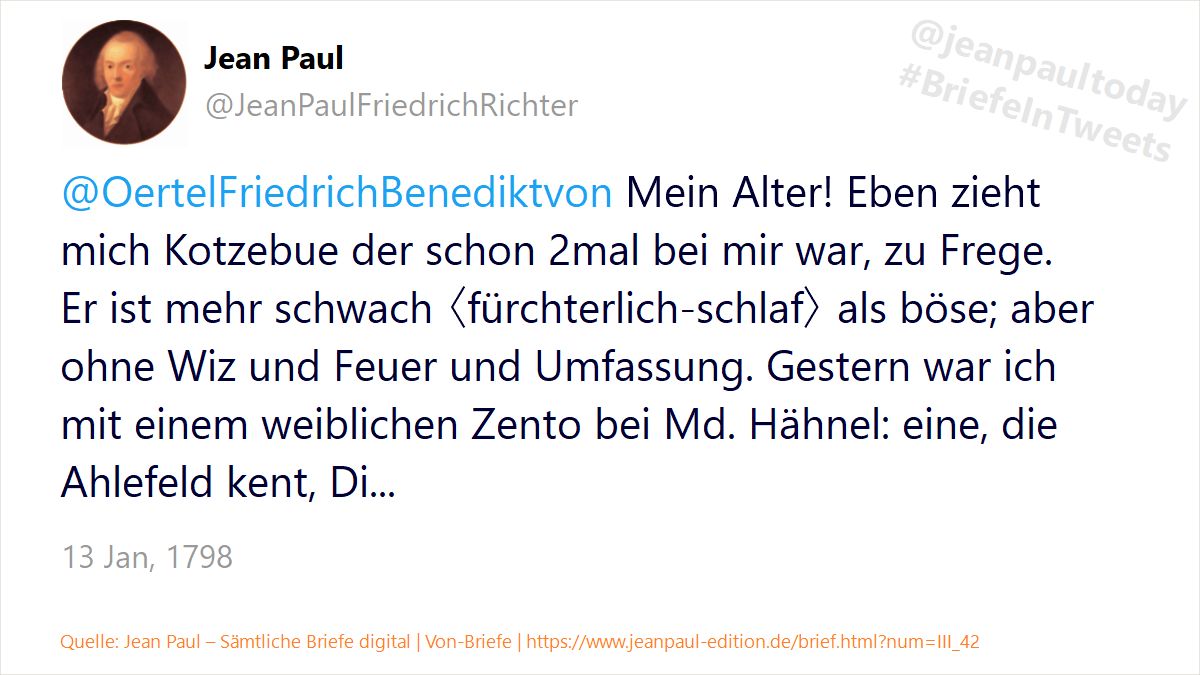 Jean Paul
@JeanPaulFriedrichRichter
@jeanpaultoday
#BriefeInTweets
@OertelFriedrichBenediktvon Mein Alter! Eben zieht
mich Kotzebue der schon 2mal bei mir war, zu Frege.
Er ist mehr schwach 〈fürchterlich-schlaf〉 als böse; aber
ohne Wiz und Feuer und Umfassung. Gestern war ich
mit einem weiblichen Zento bei Md. Hähnel: eine, die
Ahlefeld kent, Di...
13 Jan, 1798
Quelle: Jean Paul – Sämtliche Briefe digital | Von-Briefe | https://www.jeanpaul-edition.de/brief.html?num=III_42